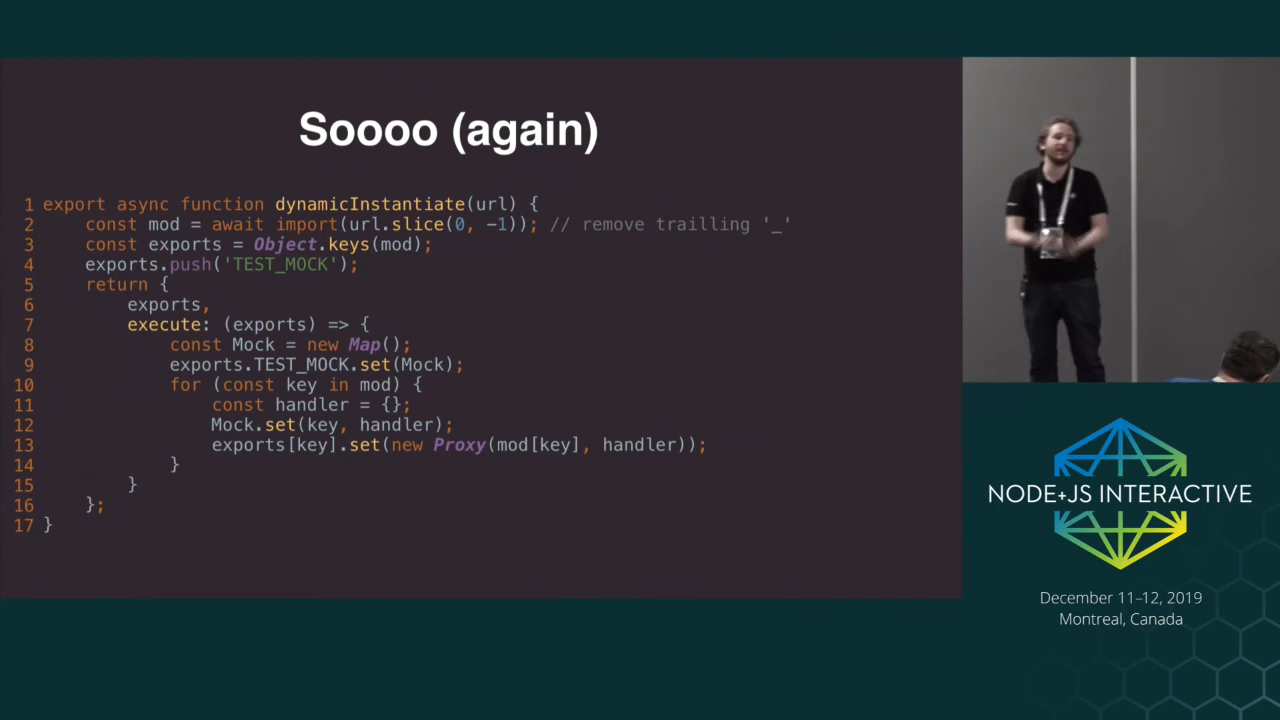 Soooo (again)
1 export async function dynamicInstantiate(url) {
2 const mod = await import(url.slice(0, -1)); // remove trailling '_'
3 const exports = Object.keys(mod);
4 exports.push('TEST_MOCK');
5 return {
6 exports,
7 execute: (exports) => {
8 const Mock = new Map();
9 exports.TEST_MOCK.set(Mock);
10 for (const key in mod) {
11 const handler = {};
12 Mock.set(key, handler);
13 exports[key].set(new Proxy(mod[key], handler));
14 }
15 }
16 };
17 }
NODE+JS INTERACTIVE
December 11–12, 2019
Montreal, Canada